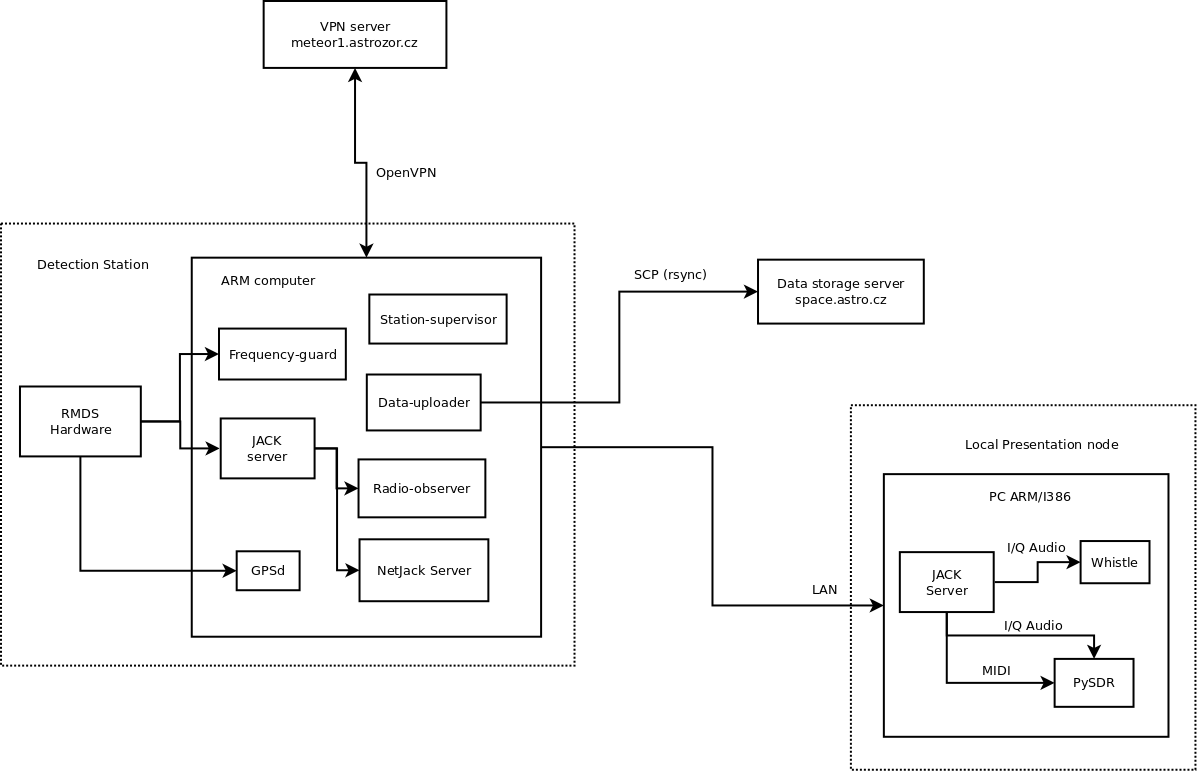 VPN server
meteor1.astrozor.cz
OpenVPN
Detection Station
ARM computer
SCP (rsync)
Data storage server
space.astro.cz
Station-supervisor
Frequency-guard
Data-uploader
RMDS
Hardware
JACK
server
Radio-observer
GPSd
NetJack Server
Local Presentation node
PC ARM/I386
I/Q Audio
Whistle
JACK
Server
LAN
I/Q Audio
MIDI
PySDR